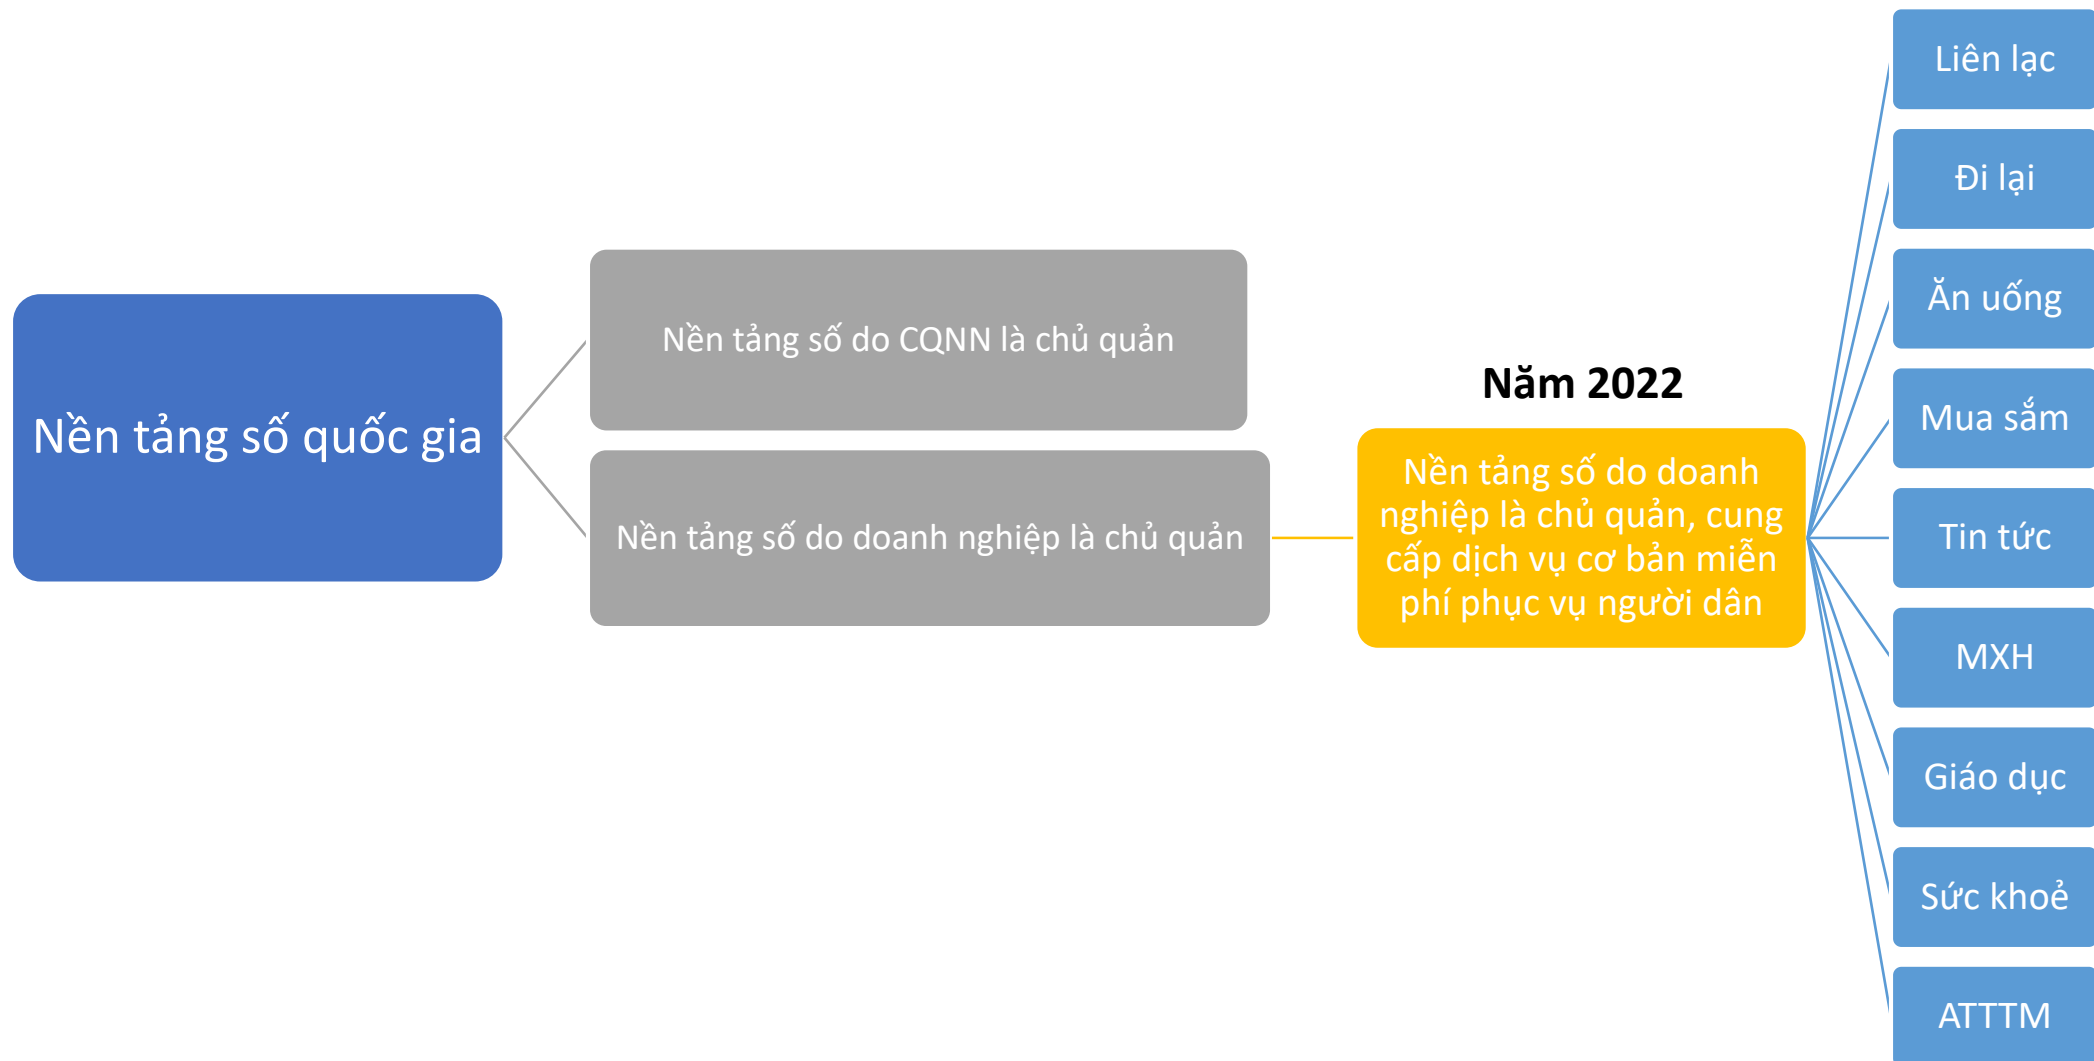 Nền tảng số quốc gia
Nền tảng số do CQNN là chủ quản
Nền tảng số do doanh nghiệp là chủ quản
Năm 2022
Nền tảng số do doanh
nghiệp là chủ quản, cung
cấp dịch vụ cơ bản miễn
phí phục vụ người dân
Liên lạc
Đi lại
Ăn uống
Mua sắm
Tin tức
MXH
Giáo dục
Sức khoẻ
ATTTM